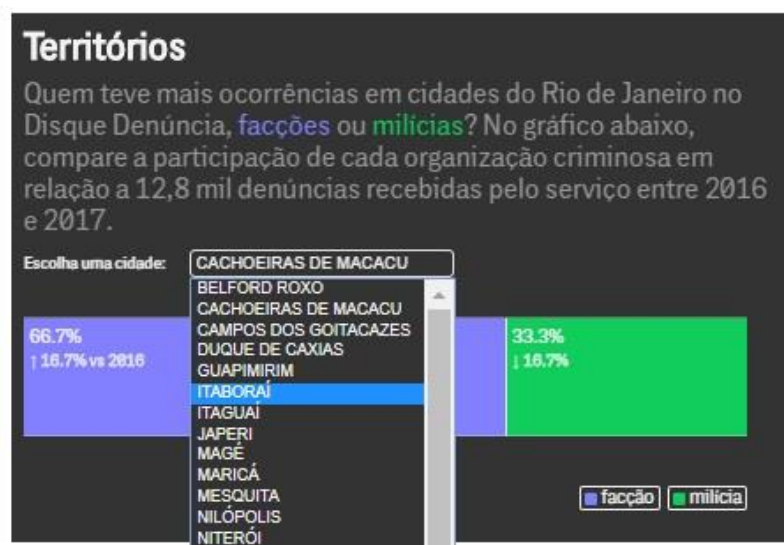 Territórios
Quem teve mais ocorrências em cidades do Rio de Janeiro no
Disque Denúncia, facções ou milícias? No gráfico abaixo,
compare a participação de cada organização criminosa em
relação a 12,8 mil denúncias recebidas pelo serviço entre 2016
e 2017.
Escolha uma cidade: CACHOEIRAS DE MACACU
BELFORD ROXO
CACHOEIRAS DE MACACU
CAMPOS DOS GOITACAZES
DUQUE DE CAXIAS
GUAPIMIRIM
ITABORAÍ
ITAGUAÍ
JAPERI
MAGÉ
MARICÁ
MESQUITA
NILÓPOLIS
NITERÓI
66.7%
↑ 16.7% vs 2016
33.3%
↓ 16.7%
facção milícia